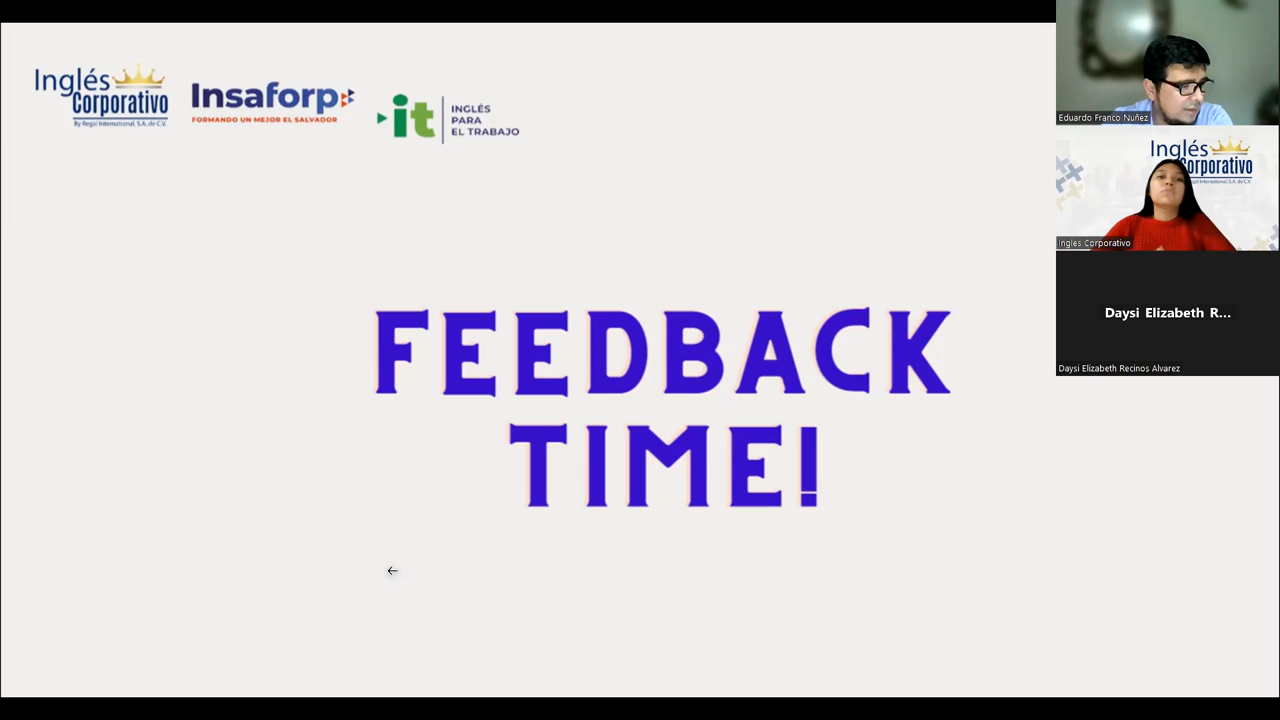 Inglés
Corporativo
By Regal International, S.A. de C.V.
Insaforp
FORMANDO UN MEJOR EL SALVADOR
it
INGLÉS
PARA
EL TRABAJO
FEEDBACK
TIME!
Eduardo Franco Nuñez
Inglés
Corporativo
Ingles Corporativo
Daysi Elizabeth R...
Daysi Elizabeth Recinos Alvarez